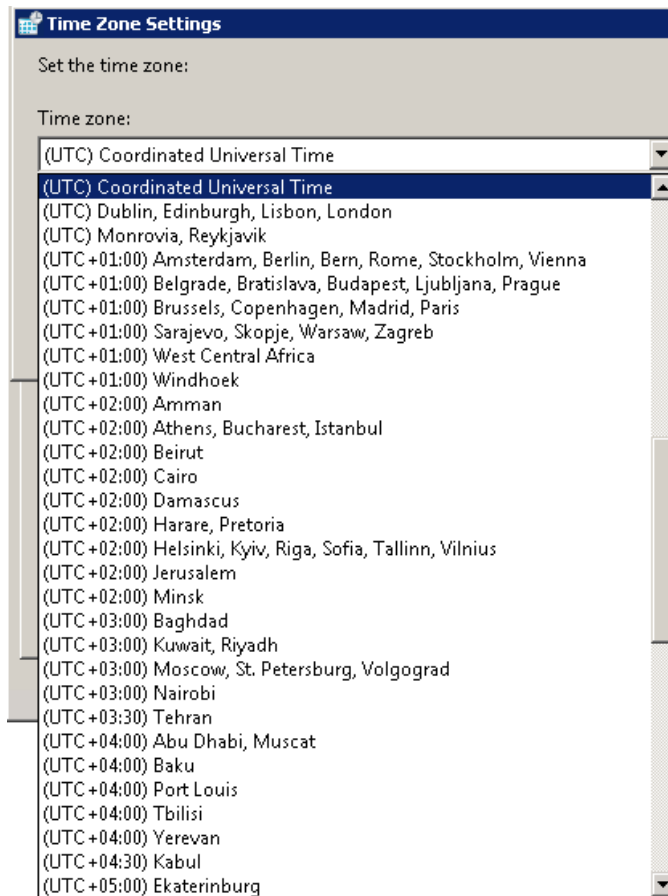 Time Zone Settings
Set the time zone:
Time zone:
(UTC) Coordinated Universal Time
(UTC) Coordinated Universal Time
(UTC) Dublin, Edinburgh, Lisbon, London
(UTC) Monrovia, Reykjavik
(UTC+01:00) Amsterdam, Berlin, Bern, Rome, Stockholm, Vienna
(UTC+01:00) Belgrade, Bratislava, Budapest, Ljubljana, Prague
(UTC+01:00) Brussels, Copenhagen, Madrid, Paris
(UTC+01:00) Sarajevo, Skopje, Warsaw, Zagreb
(UTC+01:00) West Central Africa
(UTC+01:00) Windhoek
(UTC+02:00) Amman
(UTC+02:00) Athens, Bucharest, Istanbul
(UTC+02:00) Beirut
(UTC+02:00) Cairo
(UTC+02:00) Damascus
(UTC+02:00) Harare, Pretoria
(UTC+02:00) Helsinki, Kyiv, Riga, Sofia, Tallinn, Vilnius
(UTC+02:00) Jerusalem
(UTC+02:00) Minsk
(UTC+03:00) Baghdad
(UTC+03:00) Kuwait, Riyadh
(UTC+03:00) Moscow, St. Petersburg, Volgograd
(UTC+03:00) Nairobi
(UTC+03:30) Tehran
(UTC+04:00) Abu Dhabi, Muscat
(UTC+04:00) Baku
(UTC+04:00) Port Louis
(UTC+04:00) Tbilisi
(UTC+04:00) Yerevan
(UTC+04:30) Kabul
(UTC+05:00) Ekaterinburg